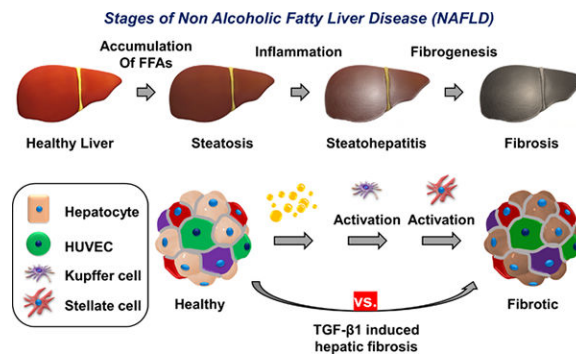 Stages of Non Alcoholic Fatty Liver Disease (NAFLD)
Accumulation
Of FFAs
Inflammation
Fibrogenesis
Healthy Liver
Steatosis
Steatohepatitis
Fibrosis
Hepatocyte
HUVEC
Kupffer cell
Stellate cell
Activation
Activation
Healthy
Fibrotic
vs.
TGF-β1 induced
hepatic fibrosis